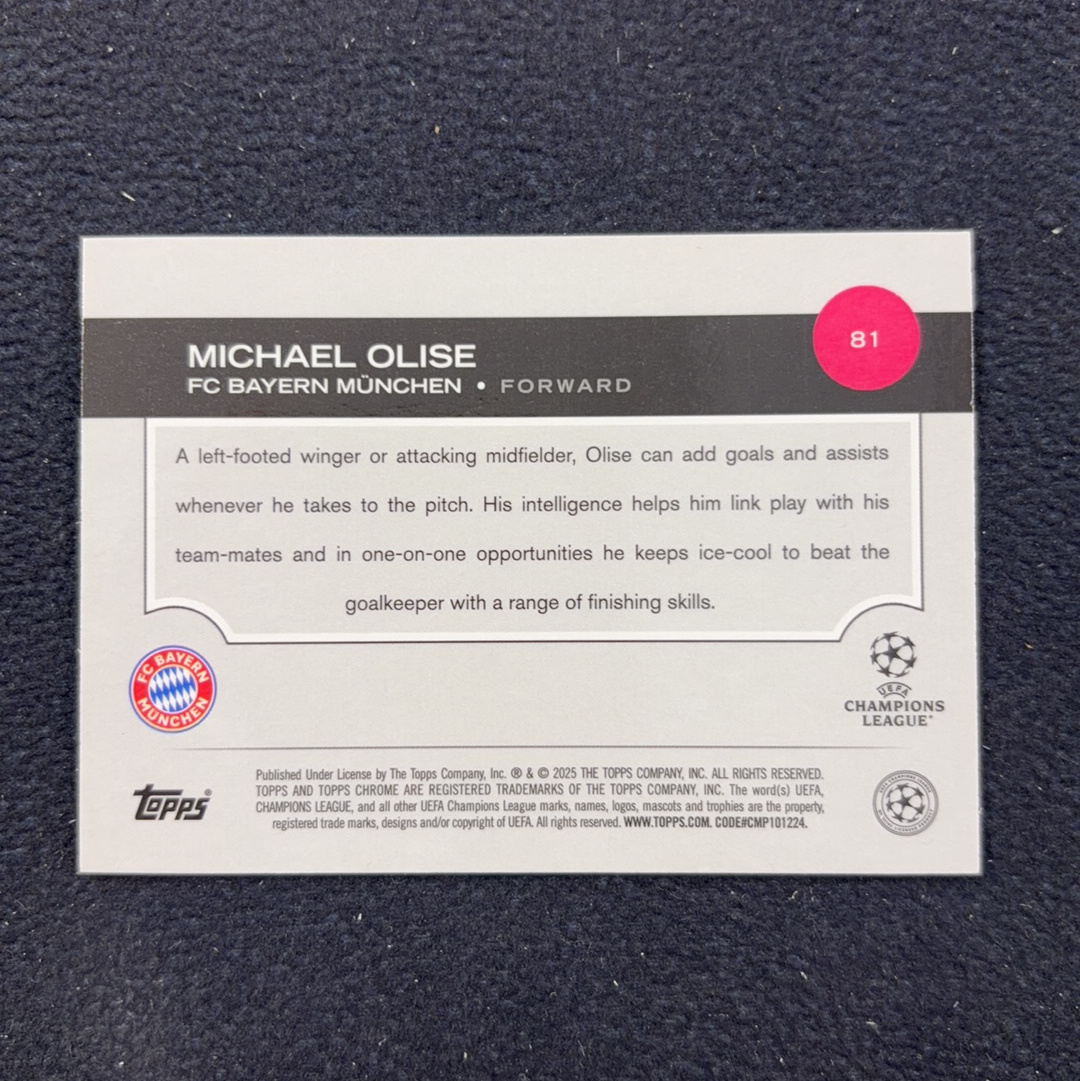 81
MICHAEL OLISE
FC BAYERN MÜNCHEN • FORWARD
A left-footed winger or attacking midfielder, Olise can add goals and assists
whenever he takes to the pitch. His intelligence helps him link play with his
team-mates and in one-on-one opportunities he keeps ice-cool to beat the
goalkeeper with a range of finishing skills.
FC BAYERN
MÜNCHEN
UEFA
CHAMPIONS
LEAGUE®
Topps®
Published Under License by The Topps Company, Inc. ® & © 2025 THE TOPPS COMPANY, INC. ALL RIGHTS RESERVED.
TOPPS AND TOPPS CHROME ARE REGISTERED TRADEMARKS OF THE TOPPS COMPANY, INC. The word(s) UEFA,
CHAMPIONS LEAGUE, and all other UEFA Champions League marks, names, logos, mascots and trophies are the property,
registered trade marks, designs and/or copyright of UEFA. All rights reserved. WWW.TOPPS.COM. CODE#CMP101224.